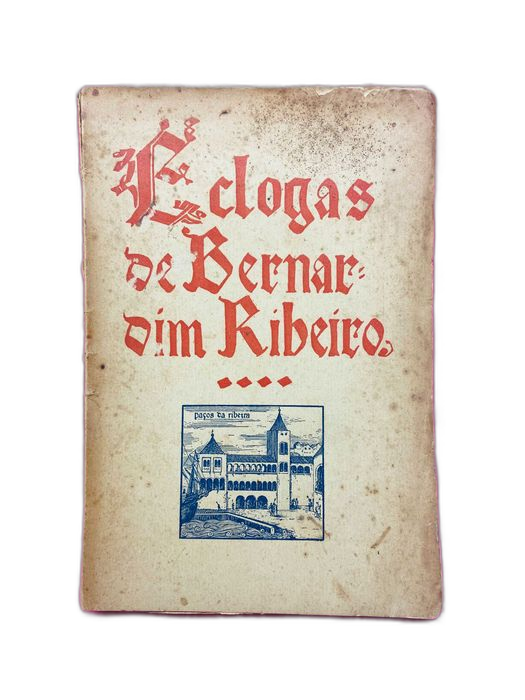 Eclogas
de Bernar=
dim Ribeiro.
paços da ribeira